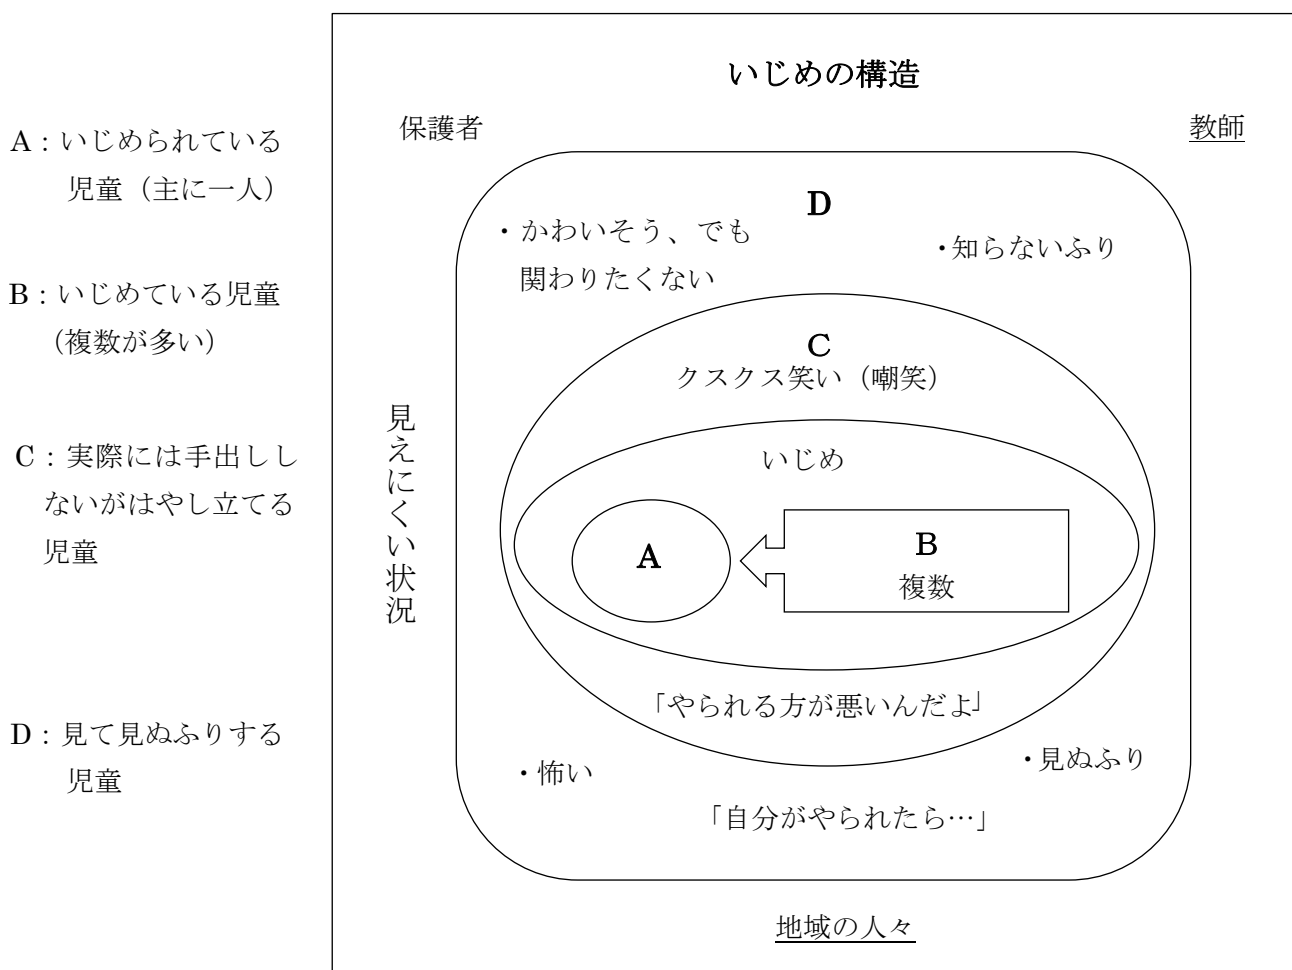 いじめの構造
保護者
教師
A：いじめられている
児童（主に一人）
B：いじめている児童
（複数が多い）
C：実際には手出しし
ないがはやし立てる
児童
D：見て見ぬふりする
児童
D
・かわいそう、でも
関わりたくない
・知らないふり
C
クスクス笑い（嘲笑）
見えにくい状況
いじめ
A
B
複数
「やられる方が悪いんだよ」
・怖い
・見ぬふり
「自分がやられたら…」
地域の人々